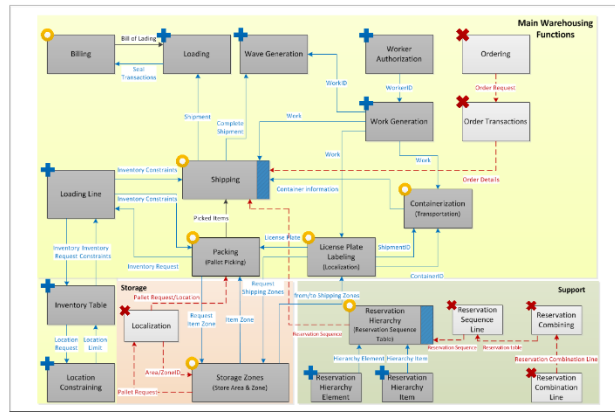 Main Warehousing
Functions
Billing
Bill of Lading
Loading
Wave Generation
Worker
Authorization
Ordering
Seal
Transactions
WorkID
WorkerID
Order Request
Shipment
Complete
Shipment
Work
Work Generation
Order Transactions
Work
Work
Loading Line
Inventory Constraints
Shipping
Order Details
Container Information
Inventory Constraints
Containerization
(Transportation)
Picked Items
License Plate
ShipmentID
Packing
(Pallet Picking)
License Plate
Labeling
(Localization)
Inventory Request
ContainerID
Inventory Inventory
Request Constraints
Storage
Pallet Request/Location
Request
Shipping Zones
from/to Shipping Zones
Support
Inventory Table
Localization
Request
Item Zone
Item Zone
Reservation Sequence
Reservation
Hierarchy
(Reservation Sequence
Table)
Reservation
Sequence
Line
Reservation
Combining
Reservation Sequence
Reservation table
Location
Request
Location
Limit
Area/ZoneID
Hierarchy Element
Hierarchy Item
Reservation Combination Line
Location
Constraining
Pallet Request
Storage Zones
(Store Area & Zone)
Reservation
Hierarchy
Element
Reservation
Hierarchy
Item
Reservation
Combination Line